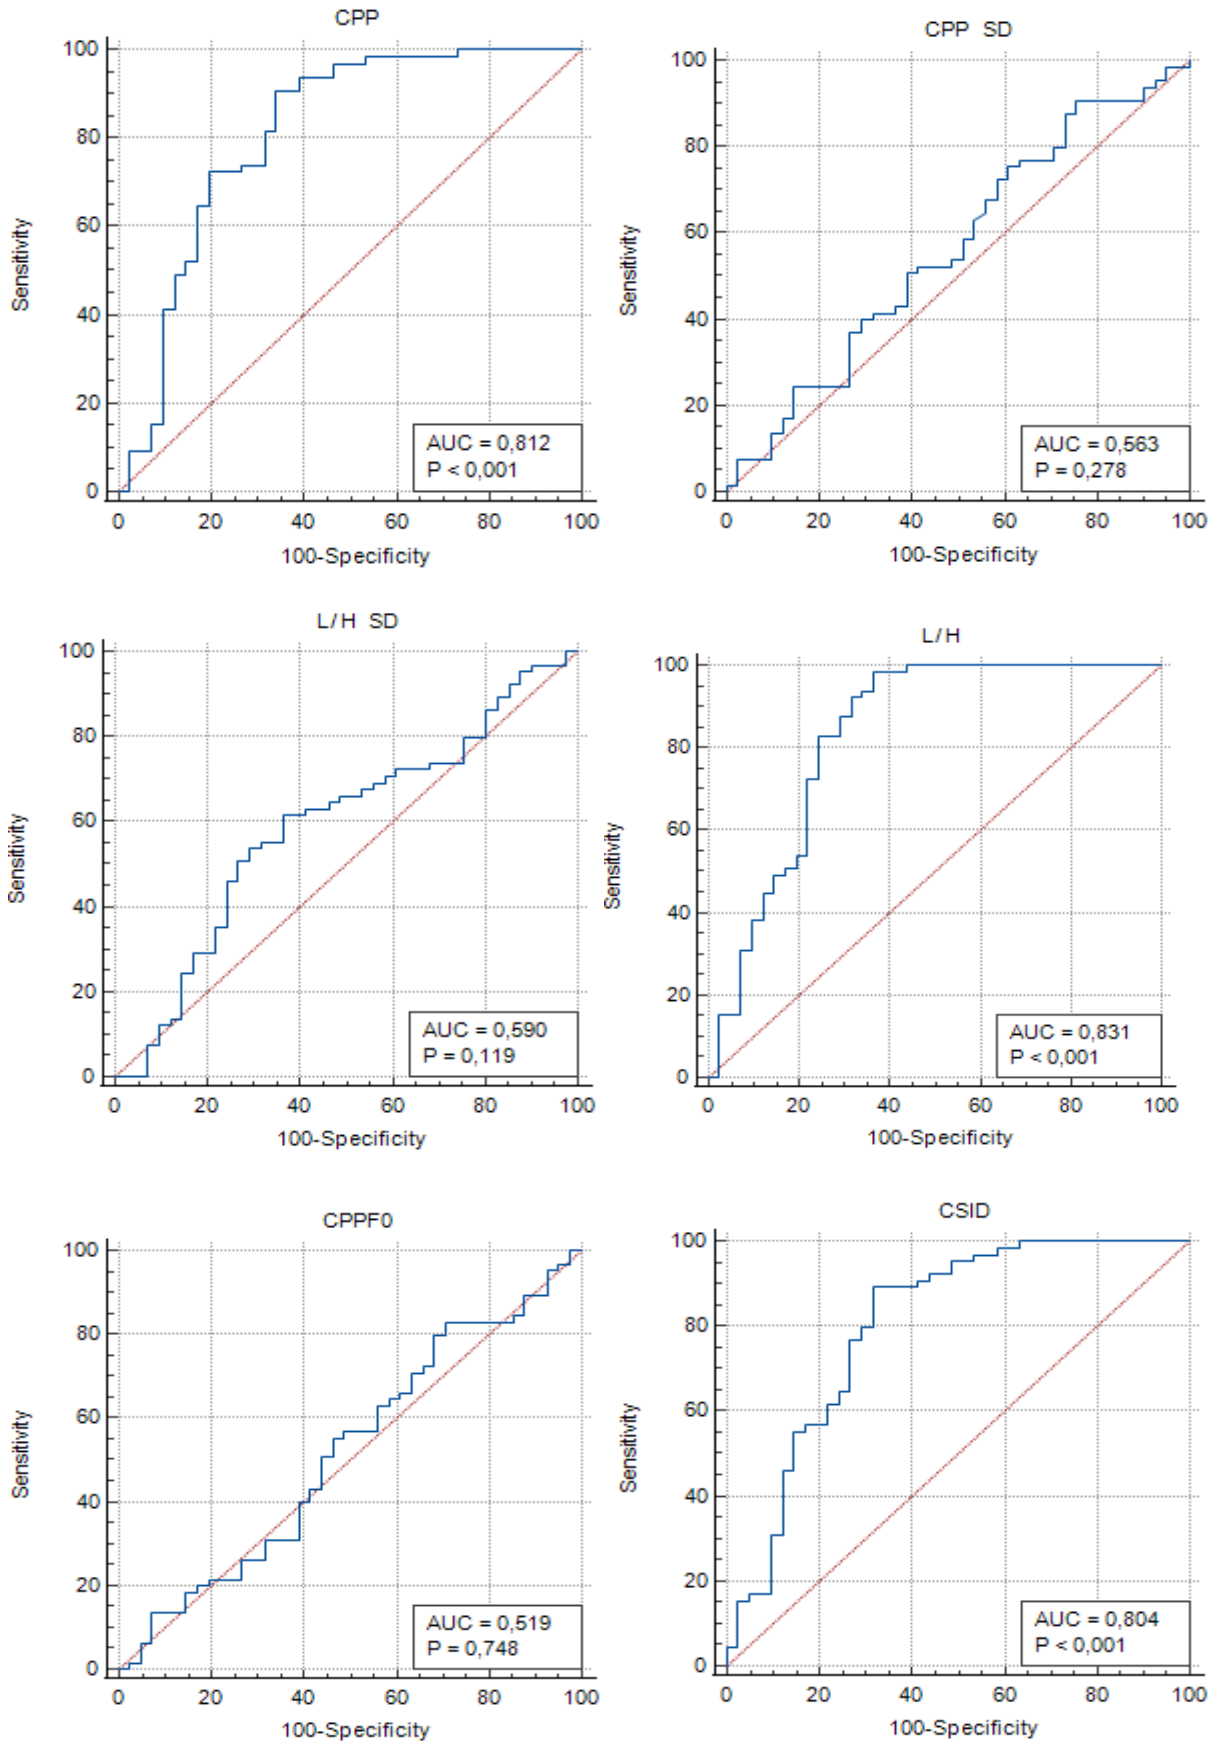 CPP
100
80
60
40
20
0
Sensitivity
AUC = 0,812
P < 0,001
0 20 40 60 80 100
100-Specificity
CPP SD
100
80
60
40
20
0
Sensitivity
AUC = 0,563
P = 0,278
0 20 40 60 80 100
100-Specificity
L/H SD
100
80
60
40
20
0
Sensitivity
AUC = 0,590
P = 0,119
0 20 40 60 80 100
100-Specificity
L/H
100
80
60
40
20
0
Sensitivity
AUC = 0,831
P < 0,001
0 20 40 60 80 100
100-Specificity
CPPF0
100
80
60
40
20
0
Sensitivity
AUC = 0,519
P = 0,748
0 20 40 60 80 100
100-Specificity
CSID
100
80
60
40
20
0
Sensitivity
AUC = 0,804
P < 0,001
0 20 40 60 80 100
100-Specificity